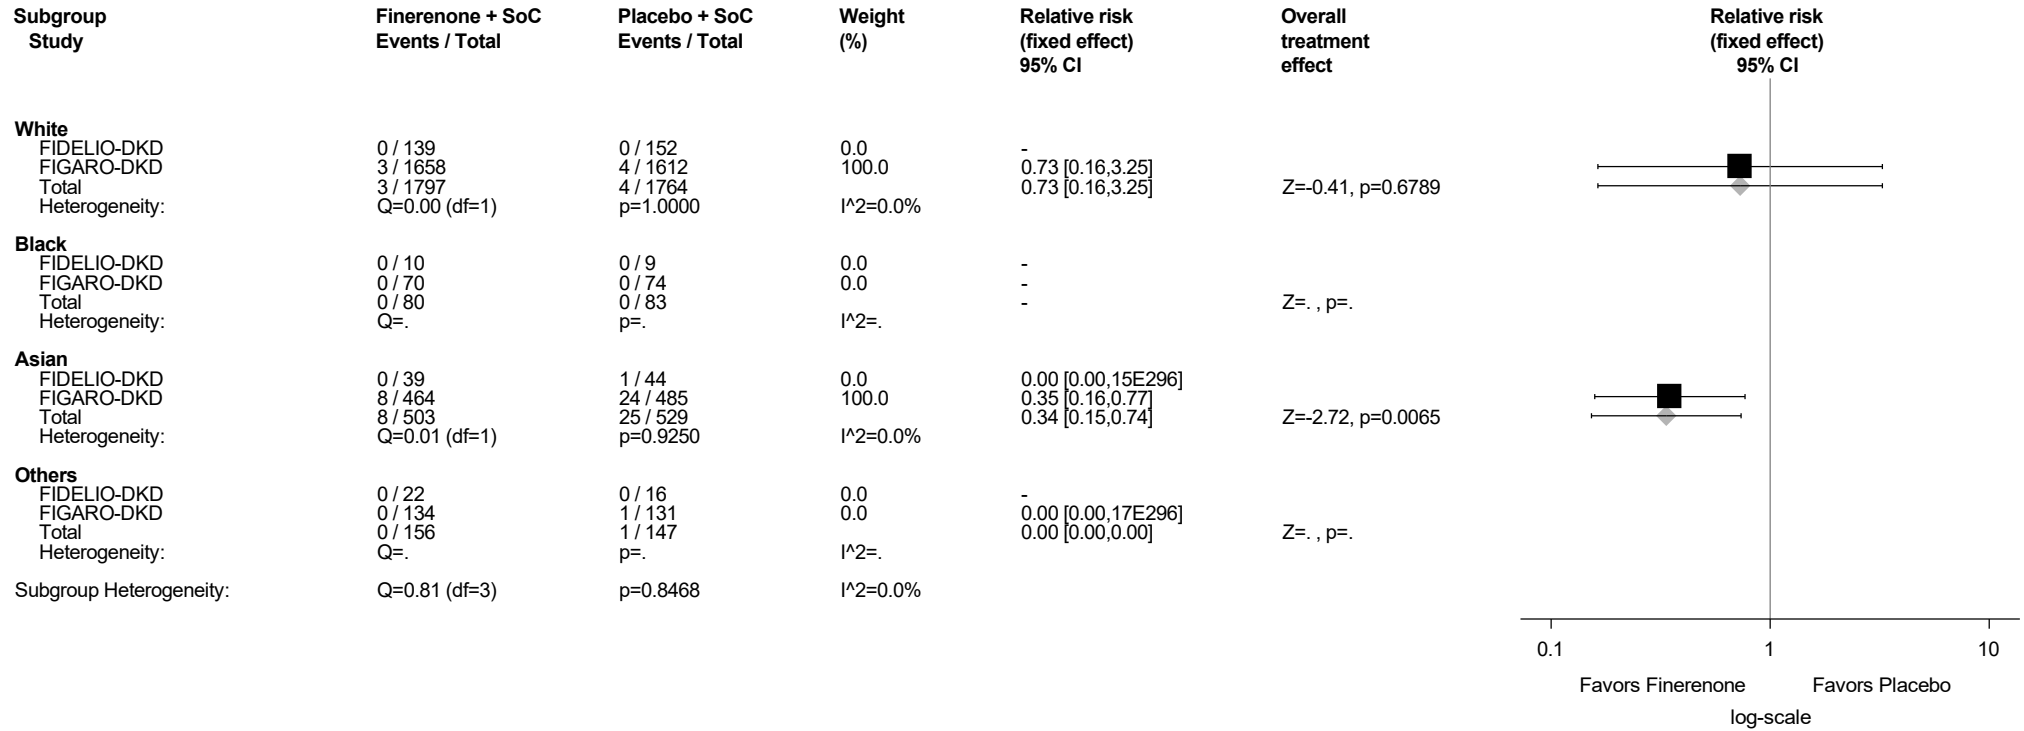 Subgroup Finerenone + SoC Placebo + SoC Weight Relative risk Overall Relative risk
Study Events / Total Events / Total (%) (fixed effect) treatment (fixed effect)
95% CI effect 95% CI
White
FIDELIO-DKD 0 / 139 0 / 152 0.0 -
FIGARO-DKD 3 / 1658 4 / 1612 100.0 0.73 [0.16,3.25]
Total 3 / 1797 4 / 1764 0.73 [0.16,3.25] Z=-0.41, p=0.6789
Heterogeneity: Q=0.00 (df=1) p=1.0000 I^2=0.0%
Black
FIDELIO-DKD 0 / 10 0 / 9 0.0 -
FIGARO-DKD 0 / 70 0 / 74 0.0 -
Total 0 / 80 0 / 83 - Z=. , p=.
Heterogeneity: Q=. p=. I^2=.
Asian
FIDELIO-DKD 0 / 39 1 / 44 0.0 0.00 [0.00,15E296]
FIGARO-DKD 8 / 464 24 / 485 100.0 0.35 [0.16,0.77]
Total 8 / 503 25 / 529 0.34 [0.15,0.74] Z=-2.72, p=0.0065
Heterogeneity: Q=0.01 (df=1) p=0.9250 I^2=0.0%
Others
FIDELIO-DKD 0 / 22 0 / 16 0.0 -
FIGARO-DKD 0 / 134 1 / 131 0.0 0.00 [0.00,17E296]
Total 0 / 156 1 / 147 0.00 [0.00,0.00] Z=. , p=.
Heterogeneity: Q=. p=. I^2=.
Subgroup Heterogeneity: Q=0.81 (df=3) p=0.8468 I^2=0.0%
0.1 1 10
Favors Finerenone Favors Placebo
log-scale